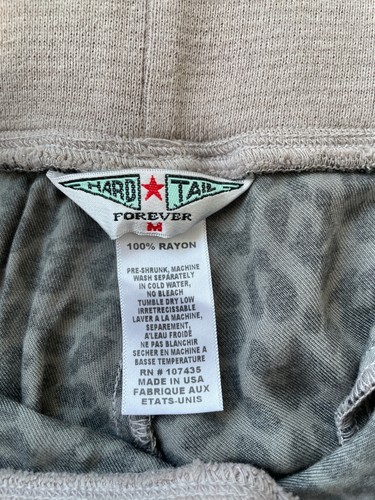 HARD ★ TAIL
FOREVER
M
100% RAYON
PRE-SHRUNK, MACHINE
WASH SEPARATELY
IN COLD WATER,
NO BLEACH
TUMBLE DRY LOW
IRRETRECISSABLE
LAVER A LA MACHINE,
SEPAREMENT,
A'LEAU FROIDÉ
NE PAS BLANCHIR
SECHER EN MACHINE A
BASSE TEMPERATURE
RN # 107435
MADE IN USA
FABRIQUE AUX
ETATS-UNIS